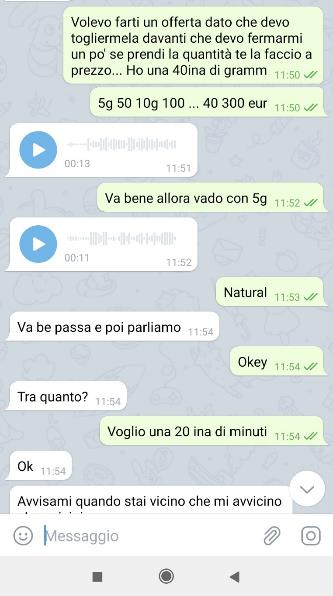 Volevo farti un offerta dato che devo
togliermela davanti che devo fermarmi
un po' se prendi la quantità te la faccio a
prezzo... Ho una 40ina di gramm 11:50
5g 50 10g 100 ... 40 300 eur 11:50
00:13 11:51
Va bene allora vado con 5g 11:52
00:11 11:52
Natural 11:53
Va be passa e poi parliamo 11:54
Okey 11:54
Tra quanto? 11:54
Voglio una 20 ina di minuti 11:54
Ok 11:54
Avvisami quando stai vicino che mi avvicino
Messaggio